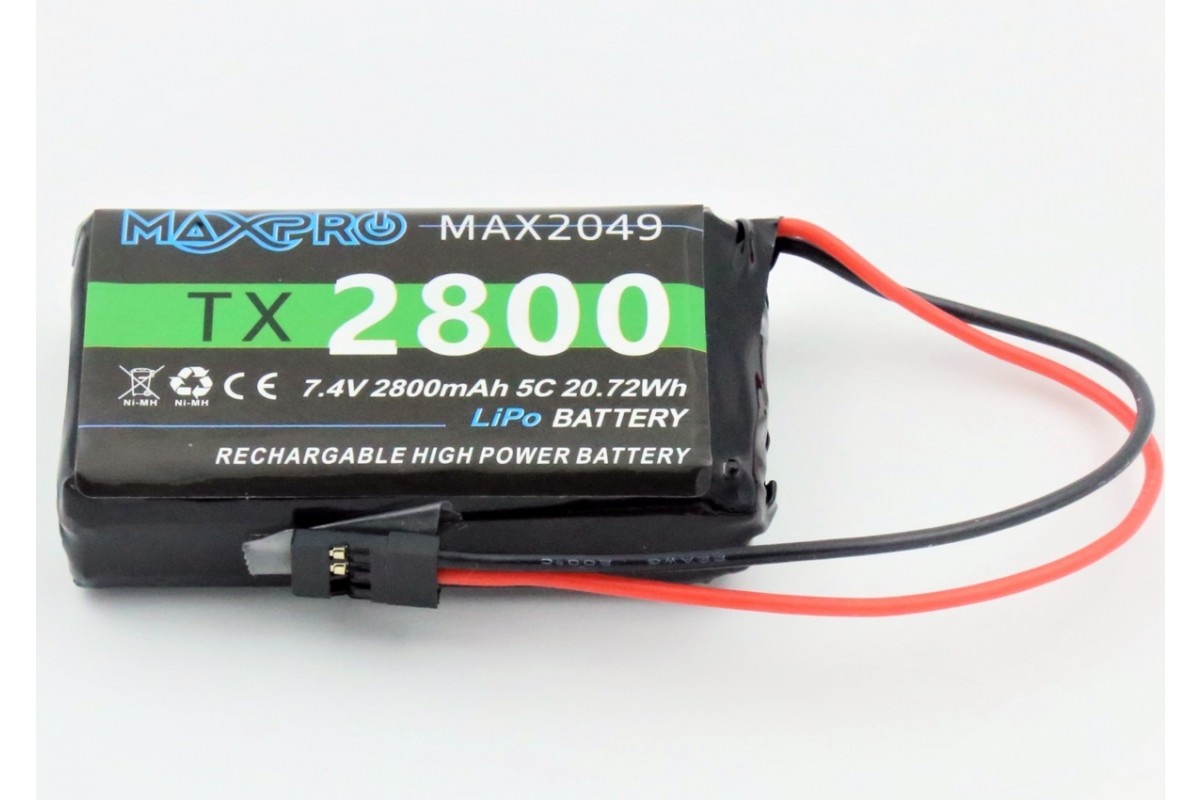 MAXPRO MAX2049
TX 2800
Ni-MH Ni-MH CE 7.4V 2800mAh 5C 20.72Wh
LiPo BATTERY
RECHARGABLE HIGH POWER BATTERY